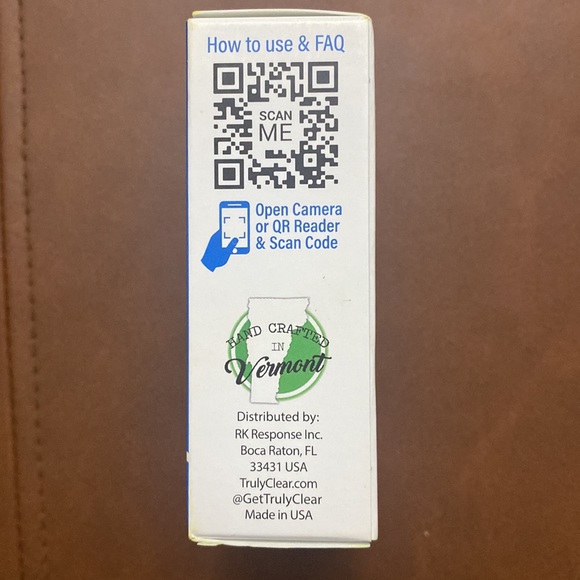 How to use & FAQ
SCAN
ME
Open Camera
or QR Reader
& Scan Code
HAND CRAFTED
IN
Vermont
Distributed by:
RK Response Inc.
Boca Raton, FL
33431 USA
TrulyClear.com
@GetTrulyClear
Made in USA